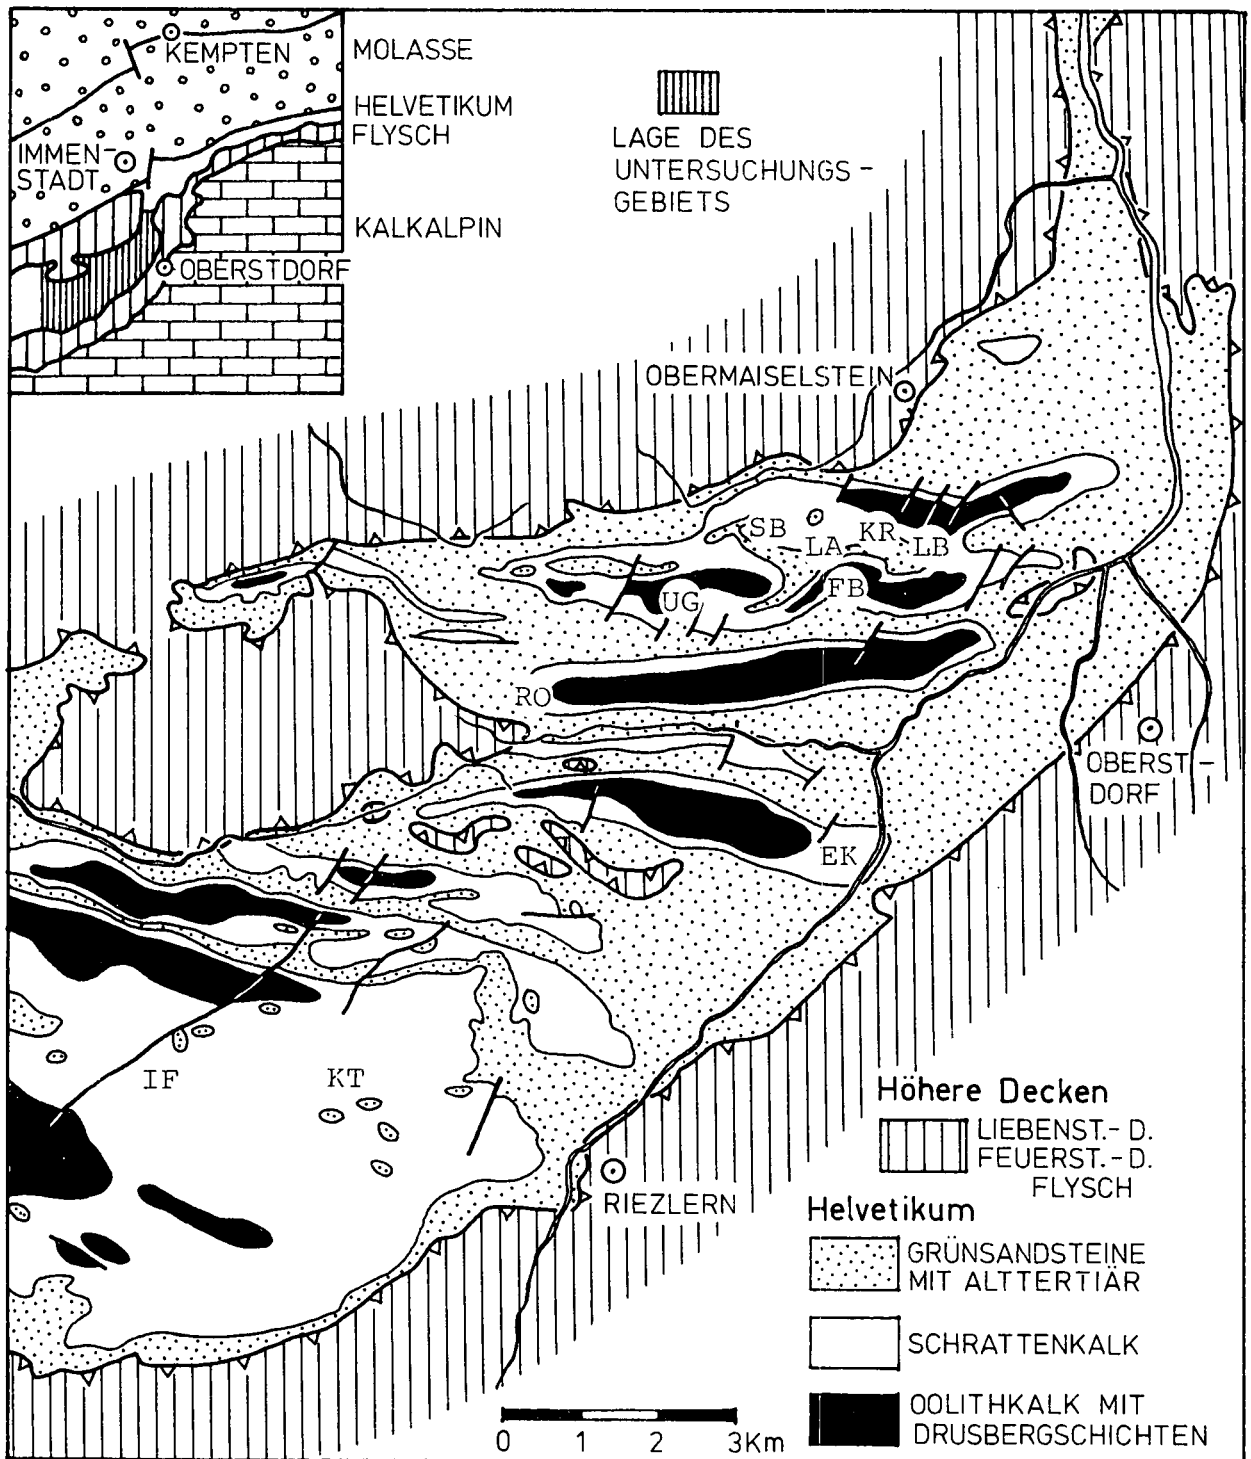 KEMPTEN
MOLASSE
HELVETIKUM
FLYSCH
IMMEN-
STADT
KALKALPIN
OBERSTDORF
LAGE DES
UNTERSUCHUNGS-
GEBIETS
OBERMAISELSTEIN
SB
KR
LA
LB
FB
UG
RO
OBERST-
DORF
EK
IF
KT
RIEZLERN
Höhere Decken
LIEBENST.-D.
FEUERST.-D.
FLYSCH
Helvetikum
GRÜNSANDSTEINE
MIT ALTTERTIÄR
SCHRATTENKALK
OOLITHKALK MIT
DRUSBERGSCHICHTEN
0 1 2 3Km